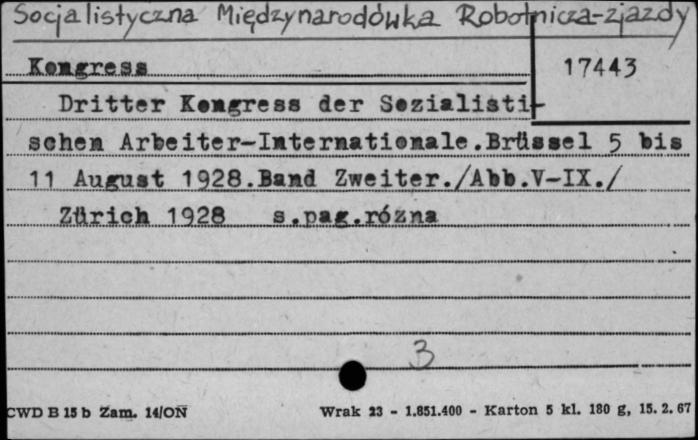 Socjalistyczna Międzynarodówka Robotnicza-zjazdy
Kongress
17443
Dritter Kongress der Sozialisti-
schen Arbeiter-Internationale.Brüssel 5 bis
11 August 1928.Band Zweiter./Abb.V-IX./
Zürich 1928 s.pag.rózna
3
CWD B 15 b Zam. 14/ON
Wrak 23 - 1.851.400 - Karton 5 kl. 180 g, 15. 2. 67